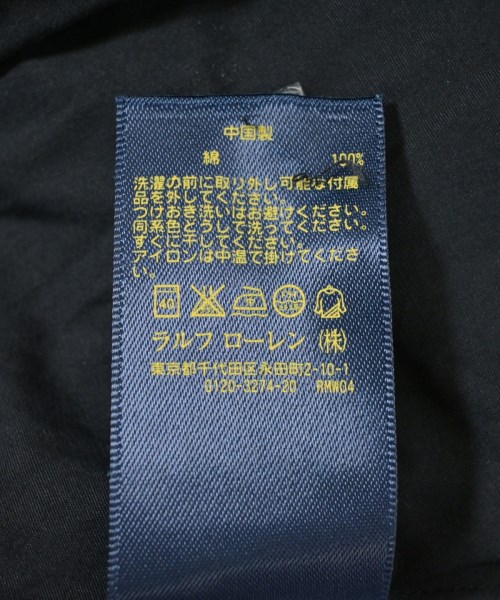 中国製
綿 100%
洗濯の前に取り外し可能な付属
品を外してください。
つけおき洗いはお避けください。
同系色どうしで洗ってください。
すぐに干してください。
アイロンは中温で掛けてくださ
い。
40
ラルフ ローレン (株)
東京都千代田区永田町2-10-1
0120-3274-20 RMW04